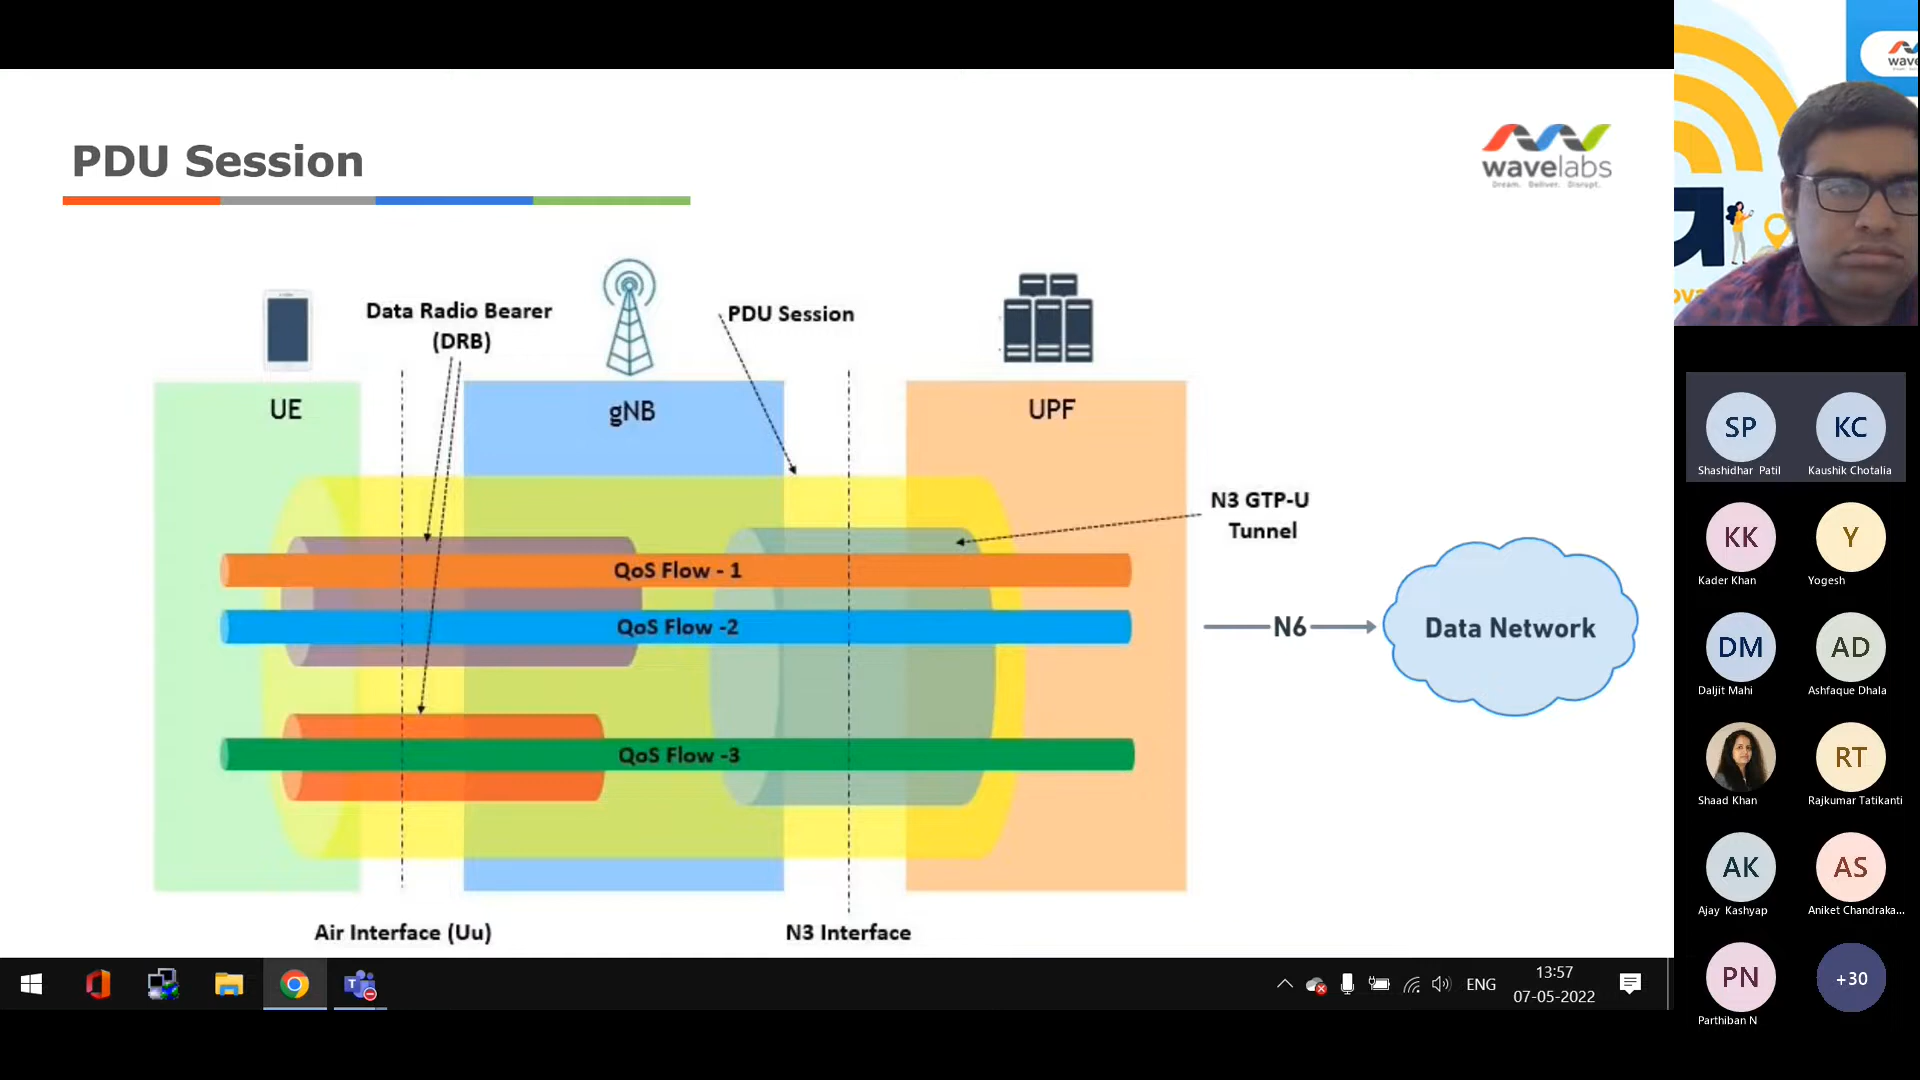 PDU Session
wavelabs
Dream. Deliver. Disrupt.
Data Radio Bearer
(DRB)
PDU Session
UE
gNB
UPF
N3 GTP-U
Tunnel
QoS Flow - 1
QoS Flow -2
QoS Flow -3
N6
Data Network
Air Interface (Uu)
N3 Interface
ENG
13:57
07-05-2022
wave
SP
KC
Shashidhar Patil
Kaushik Chotalia
KK
Y
Kader Khan
Yogesh
DM
AD
Daljit Mahi
Ashfaque Dhala
RT
Shaad Khan
Rajkumar Tatikanti
AK
AS
Ajay Kashyap
Aniket Chandraka...
PN
+30
Parthiban N